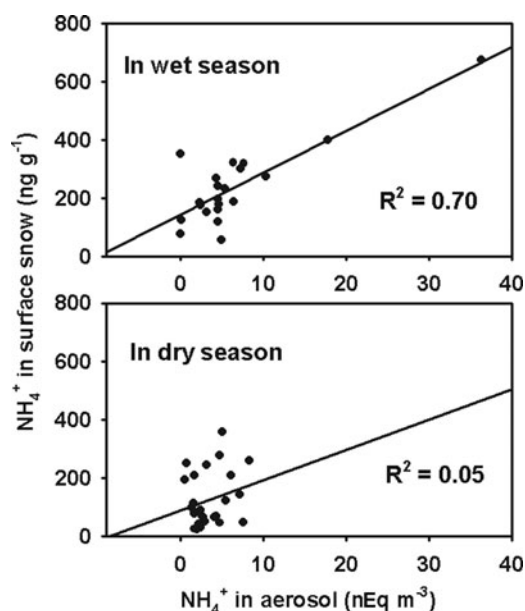 800
600
400
200
0
In wet season
R² = 0.70
0 10 20 30 40
NH₄⁺ in surface snow (ng g⁻¹)
800
600
400
200
0
In dry season
R² = 0.05
0 10 20 30 40
NH₄⁺ in aerosol (nEq m⁻³)